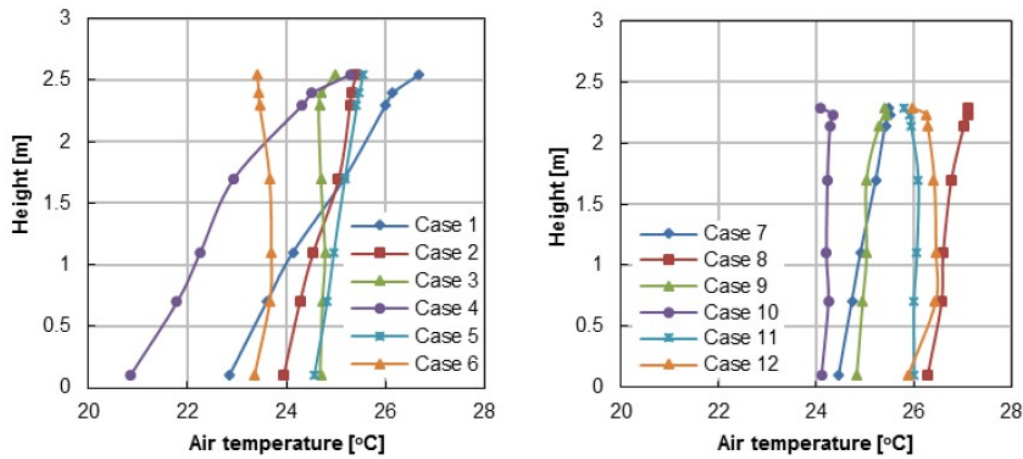 3
2.5
2
1.5
1
0.5
0
Height [m]
20
22
24
26
28
Air temperature [°C]
Case 1
Case 2
Case 3
Case 4
Case 5
Case 6
3
2.5
2
1.5
1
0.5
0
Height [m]
20
22
24
26
28
Air temperature [°C]
Case 7
Case 8
Case 9
Case 10
Case 11
Case 12